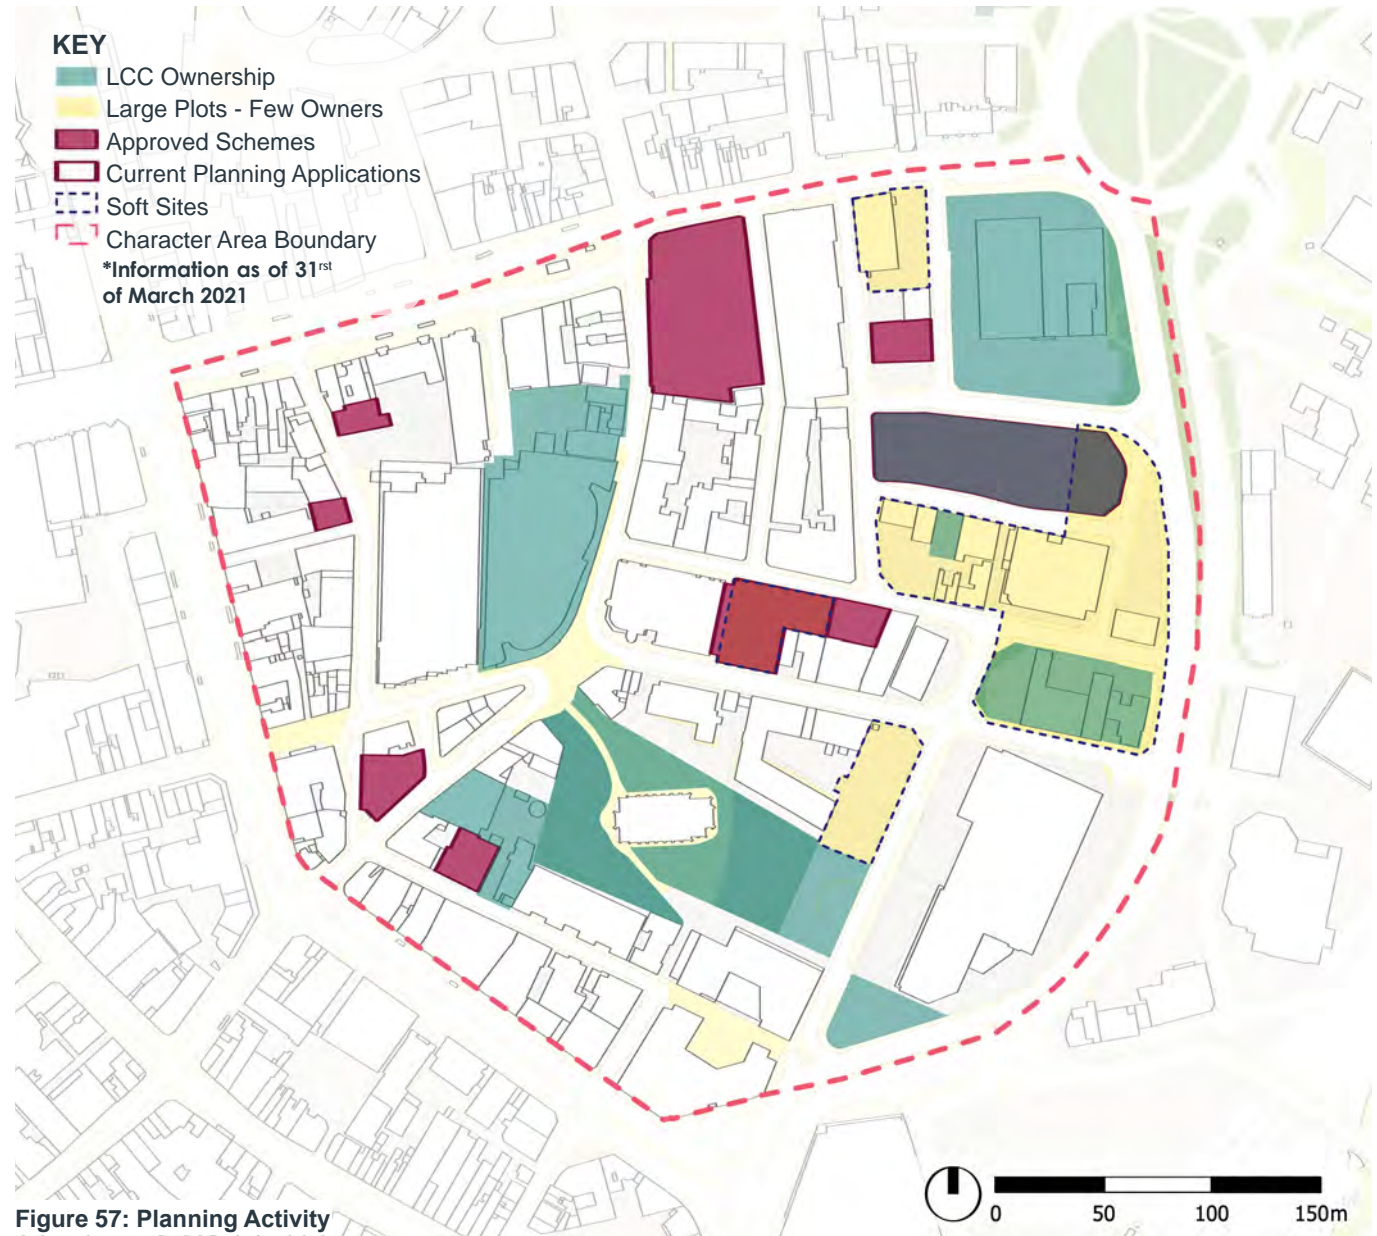 KEY
LCC Ownership
Large Plots - Few Owners
Approved Schemes
Current Planning Applications
Soft Sites
Character Area Boundary
*Information as of 31rst
of March 2021
0 50 100 150m
Figure 57: Planning Activity